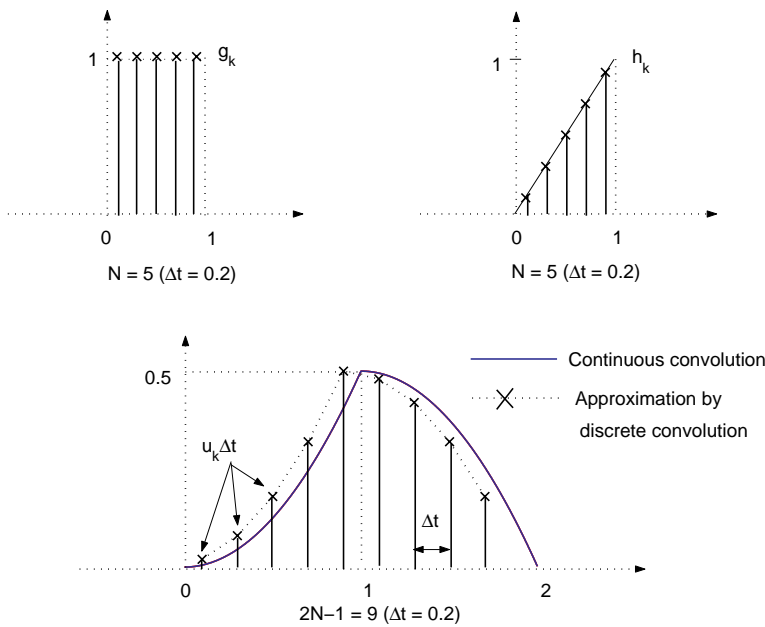 1
g_k
0
1
N = 5 (Δt = 0.2)
1
h_k
0
1
N = 5 (Δt = 0.2)
0.5
u_kΔt
Δt
0
1
2
2N−1 = 9 (Δt = 0.2)
Continuous convolution
Approximation by
discrete convolution